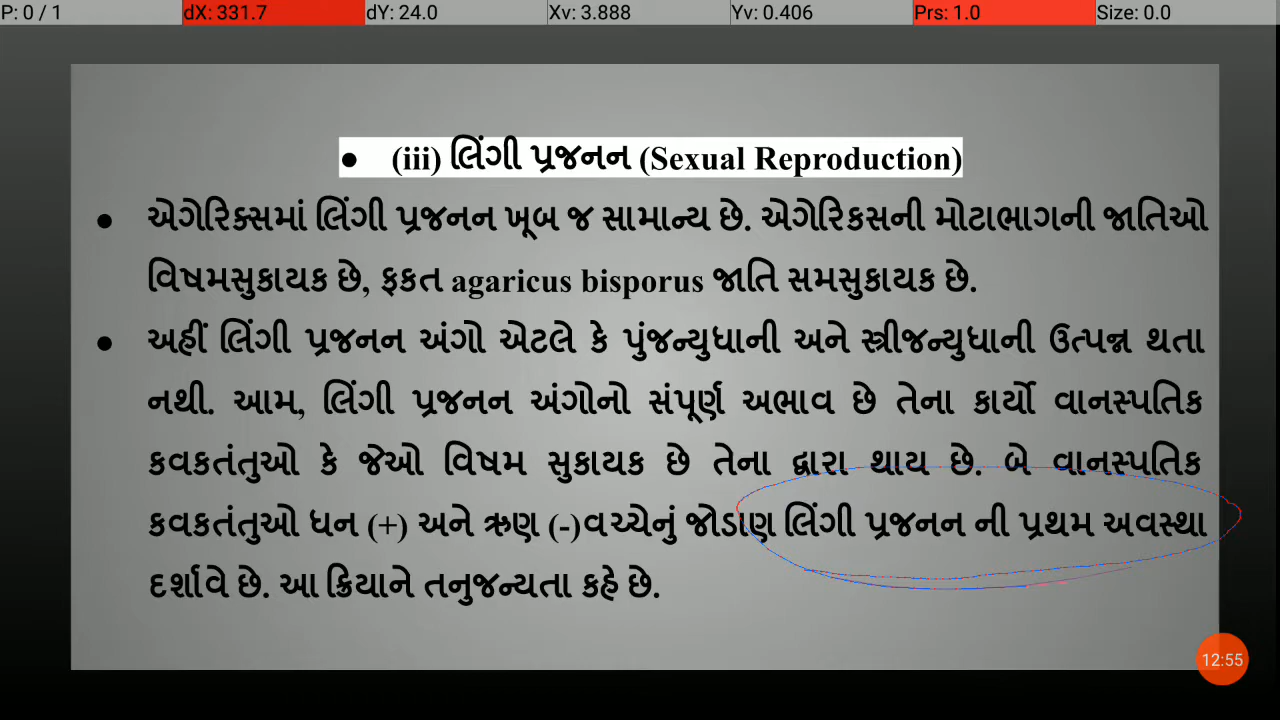 P: 0 / 1 dX: 331.7 dY: 24.0 Xv: 3.888 Yv: 0.406 Prs: 1.0 Size: 0.0
● (iii) લિંગી પ્રજનન (Sexual Reproduction)
● એગેરિક્સમાં લિંગી પ્રજનન ખૂબ જ સામાન્ય છે. એગેરિકસની મોટાભાગની જાતિઓ
વિષમસુકાયક છે, ફકત agaricus bisporus જાતિ સમસુકાયક છે.
● અહીં લિંગી પ્રજનન અંગો એટલે કે પુંજન્યુધાની અને સ્ત્રીજન્યુધાની ઉત્પન્ન થતા
નથી. આમ, લિંગી પ્રજનન અંગોનો સંપૂર્ણ અભાવ છે તેના કાર્યો વાનસ્પતિક
કવકતંતુઓ કે જેઓ વિષમ સુકાયક છે તેના દ્વારા થાય છે. બે વાનસ્પતિક
કવકતંતુઓ ધન (+) અને ઋણ (-)વચ્ચેનું જોડાણ લિંગી પ્રજનન ની પ્રથમ અવસ્થા
દર્શાવે છે. આ ક્રિયાને તનુજન્યતા કહે છે.
12:55